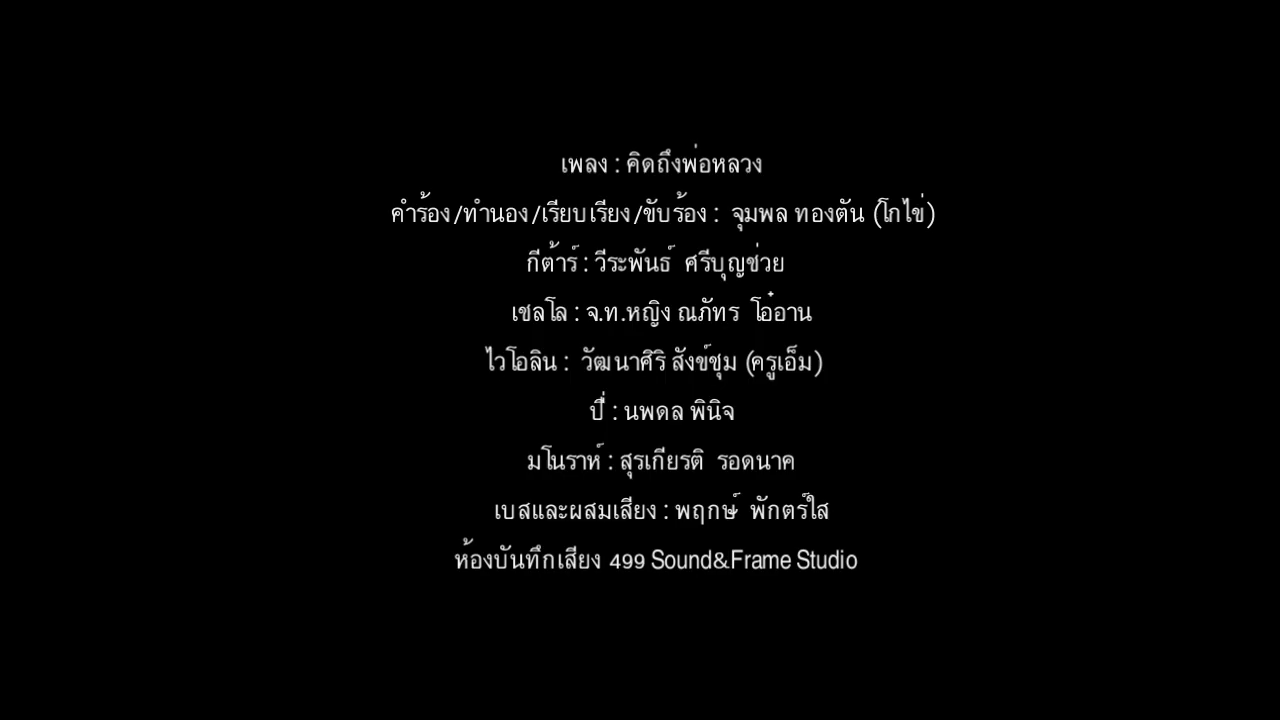 เพลง : คิดถึงพ่อหลวง
คำร้อง/ทำนอง/เรียบเรียง/ขับร้อง : จุมพล ทองตัน (โกไข่)
กีต้าร์ : วีระพันธ์ ศรีบุญช่วย
เชลโล : จ.ท.หญิง ณภัทร โอ๋อาน
ไวโอลิน : วัฒนาศิริ สังข์ชุม (ครูเอ็ม)
ปี่ : นพดล พินิจ
มโนราห์ : สุรเกียรติ รอดนาค
เบสและผสมเสียง : พฤกษ์ พักตร์ใส
ห้องบันทึกเสียง 499 Sound&Frame Studio